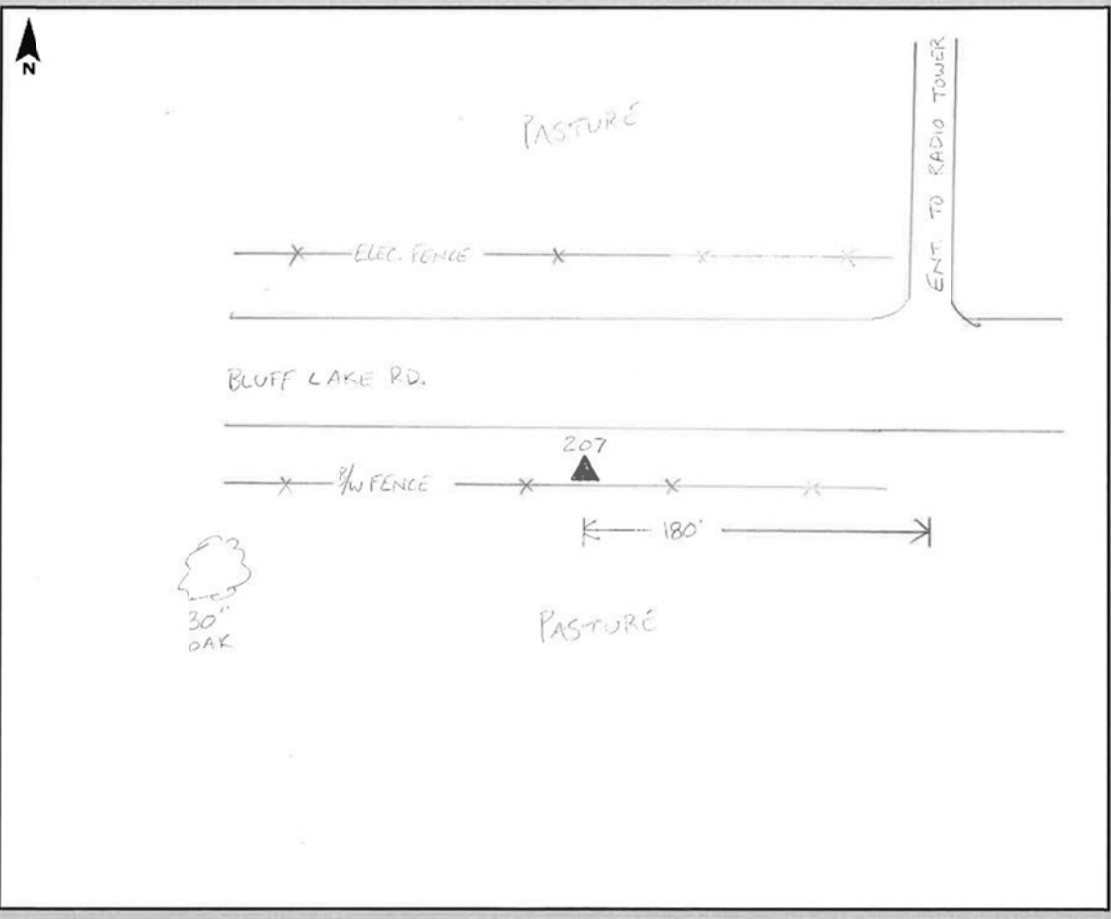 N
PASTURE
ENT. TO RADIO TOWER
ELEC. FENCE
BLUFF LAKE RD.
207
B/W FENCE
180'
30"
OAK
PASTURE